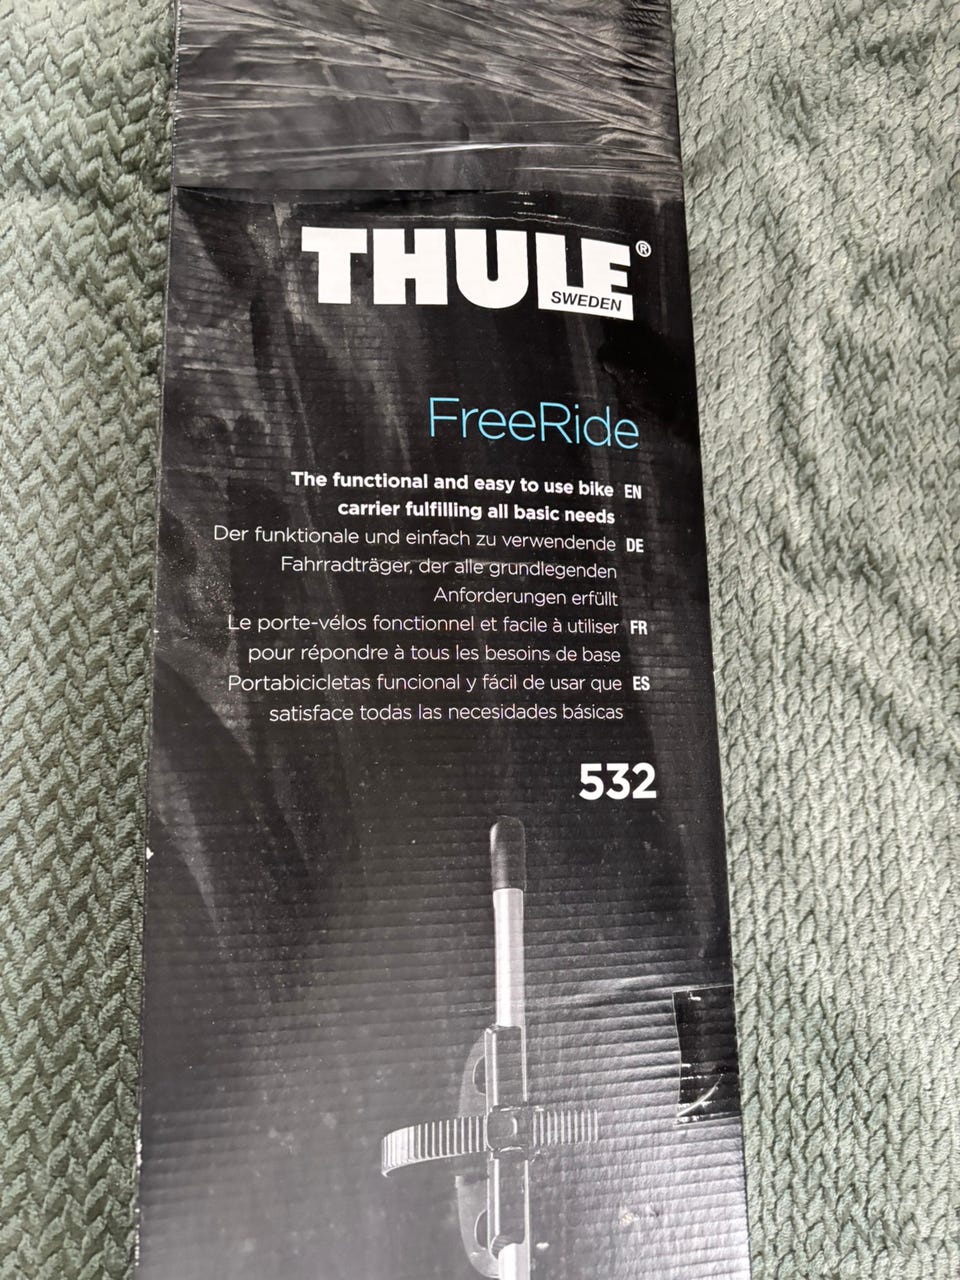 THULE®
SWEDEN
FreeRide
The functional and easy to use bike EN
carrier fulfilling all basic needs
Der funktionale und einfach zu verwendende DE
Fahrradträger, der alle grundlegenden
Anforderungen erfüllt
Le porte-vélos fonctionnel et facile à utiliser FR
pour répondre à tous les besoins de base
Portabicicletas funcional y fácil de usar que ES
satisface todas las necesidades básicas
532